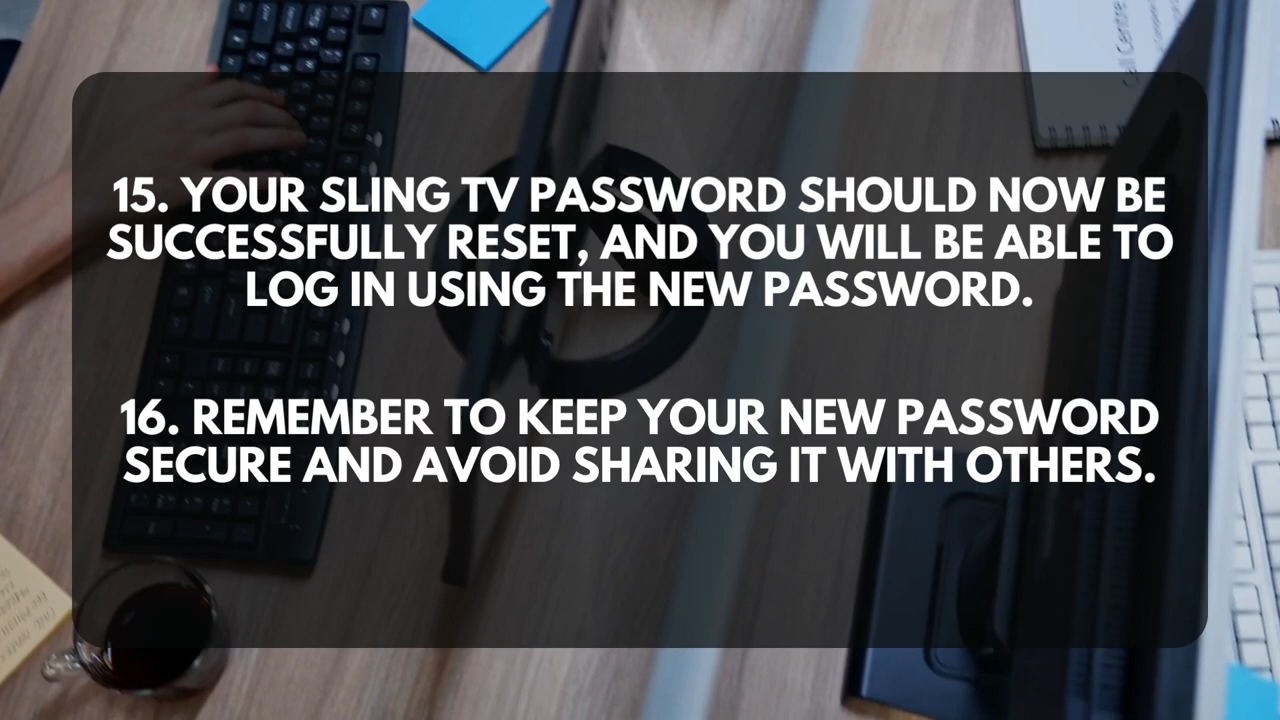 15. YOUR SLING TV PASSWORD SHOULD NOW BE
SUCCESSFULLY RESET, AND YOU WILL BE ABLE TO
LOG IN USING THE NEW PASSWORD.
16. REMEMBER TO KEEP YOUR NEW PASSWORD
SECURE AND AVOID SHARING IT WITH OTHERS.